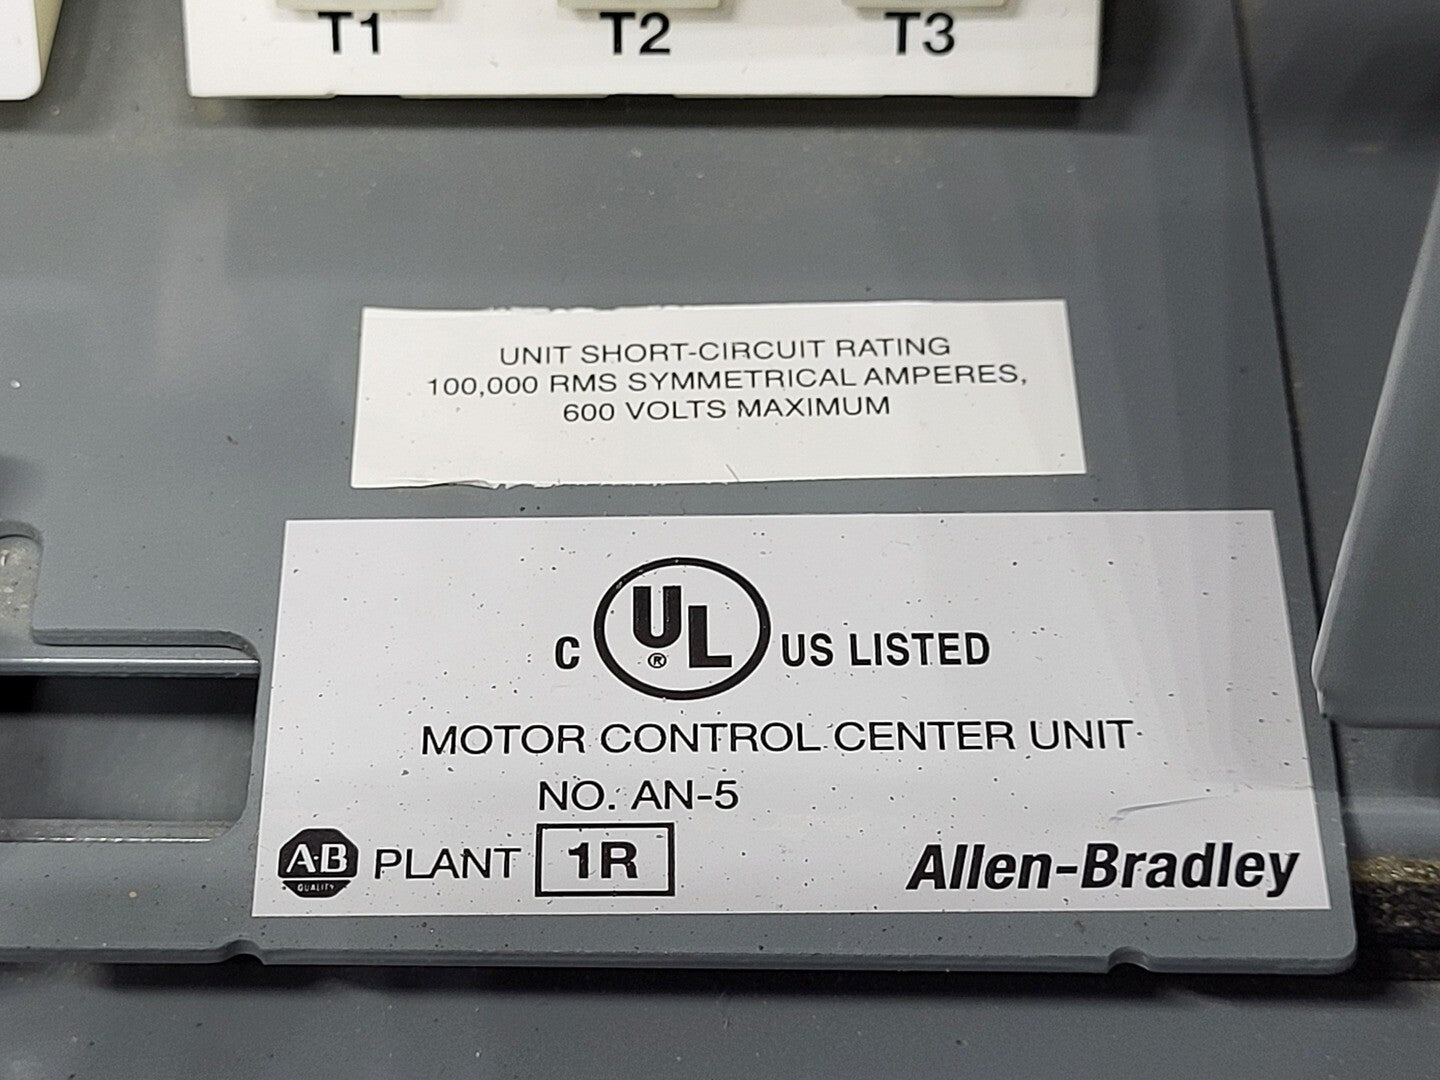 T1 T2 T3
UNIT SHORT-CIRCUIT RATING
100,000 RMS SYMMETRICAL AMPERES,
600 VOLTS MAXIMUM
C UL ® US LISTED
MOTOR CONTROL CENTER UNIT
NO. AN-5
A-B QUALITY PLANT 1R Allen-Bradley